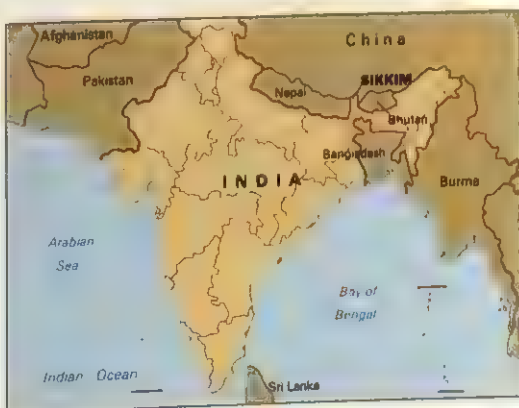 Afghanistan
China
Pakistan
SIKKIM
Nepal
Bhutan
Bangladesh
INDIA
Burma
Arabian
Sea
Bay of
Bengal
Indian Ocean
Sri Lanka